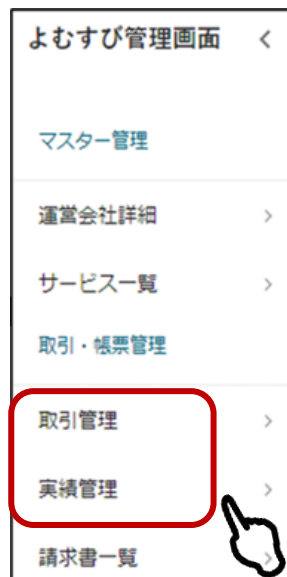 よむすび管理画面
マスター管理
運営会社詳細
サービス一覧
取引・帳票管理
取引管理
実績管理
請求書一覧